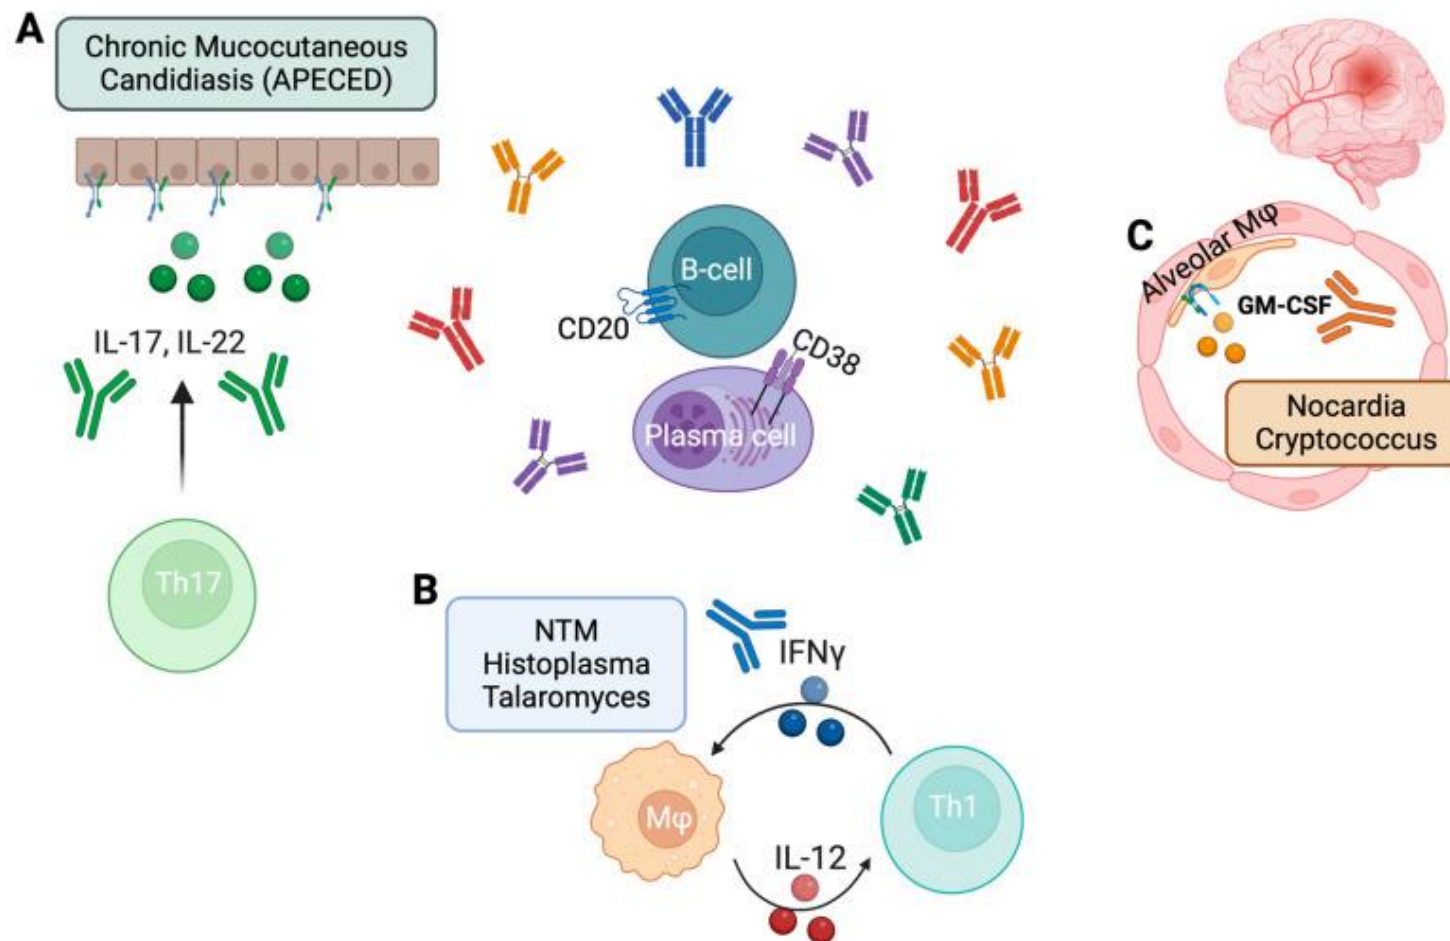 A
Chronic Mucocutaneous
Candidiasis (APECED)
IL-17, IL-22
Th17
B-cell
CD20
CD38
Plasma cell
B
NTM
Histoplasma
Talaromyces
IFNγ
Mφ
Th1
IL-12
C
Alveolar Mφ
GM-CSF
Nocardia
Cryptococcus